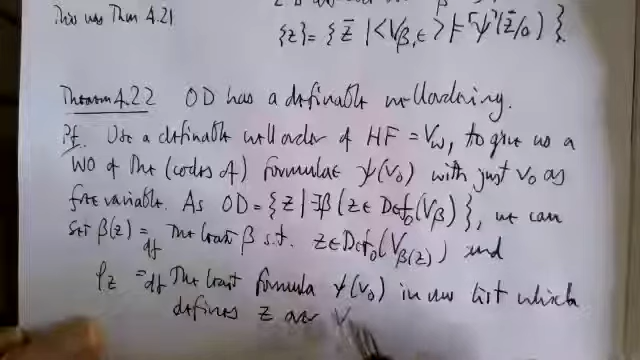 This was Thm 4.21
{z} = { z̄ | <V_β,∈> ⊨ ⌜ψ⌝(z̄/0) }.
Theorem 4.22 OD has a definable wellordering.
Pf. Use a definable wellorder of HF = V_ω, to give us a
WO of the (codes of) formulae ψ(v₀) with just v₀ as
free variable. As OD = {z | ∃β (z ∈ Def₀(V_β)}, we can
set β(z) =df The least β s.t. z ∈ Def₀(V_β(z)) and
φ_z =df The least formula ψ(v₀) in our list which
defines z over V